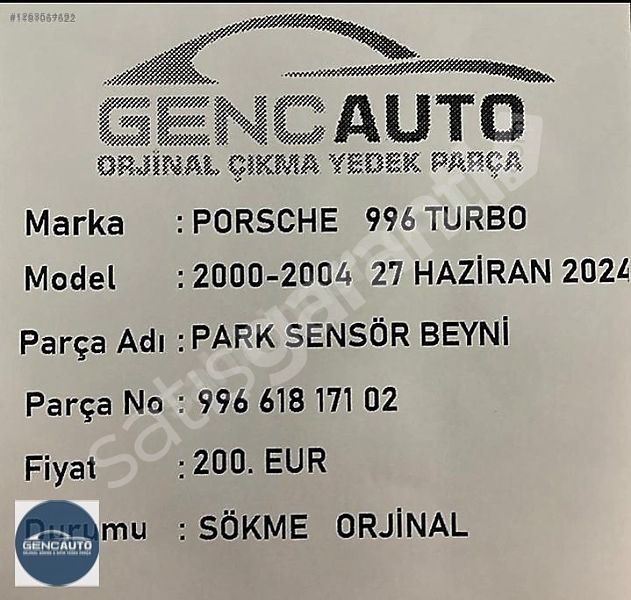 GENCAUTO
ORJİNAL ÇIKMA YEDEK PARÇA
Marka : PORSCHE 996 TURBO
Model : 2000-2004 27 HAZİRAN 2024
Parça Adı : PARK SENSÖR BEYNİ
Parça No : 996 618 171 02
Fiyat : 200. EUR
Durumu : SÖKME ORJİNAL
satışgaranti
GENCAUTO